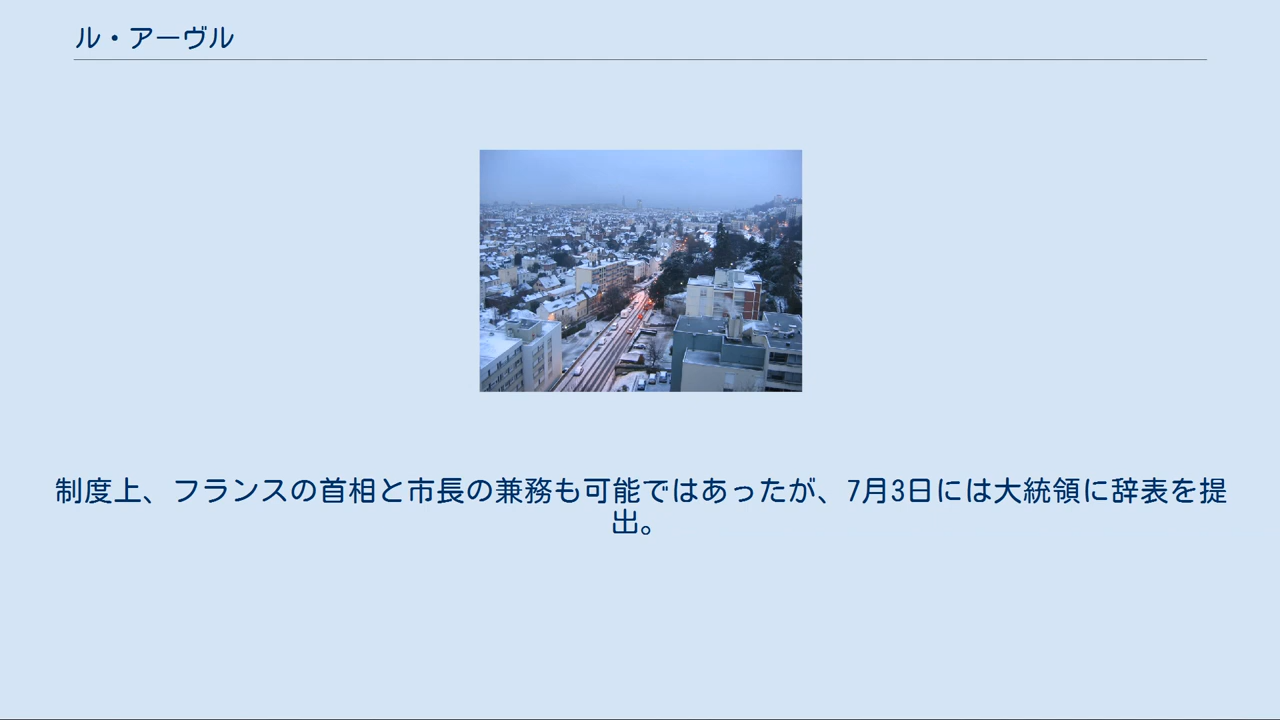 ル・アーヴル
制度上、フランスの首相と市長の兼務も可能ではあったが、7月3日には大統領に辞表を提
出。